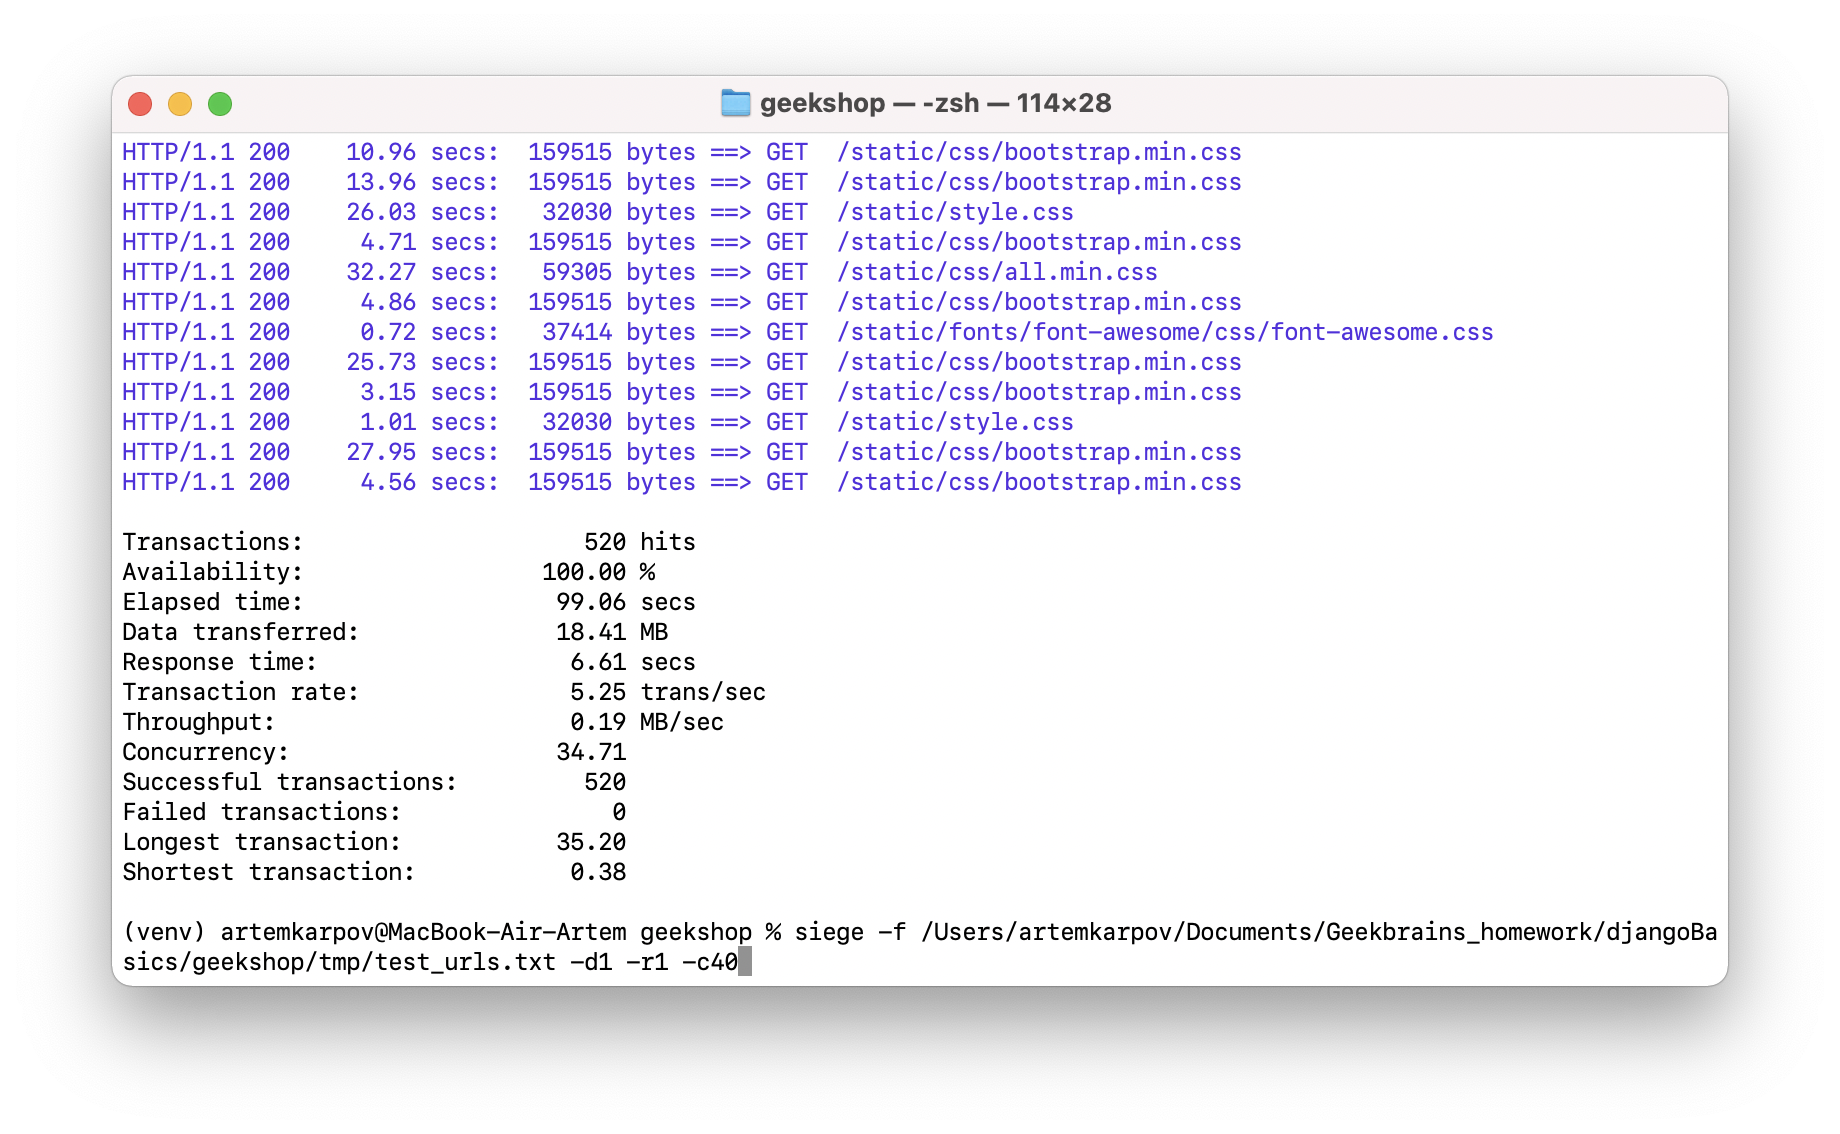 geekshop — -zsh — 114×28
HTTP/1.1 200    10.96 secs:  159515 bytes ==> GET  /static/css/bootstrap.min.css
HTTP/1.1 200    13.96 secs:  159515 bytes ==> GET  /static/css/bootstrap.min.css
HTTP/1.1 200    26.03 secs:   32030 bytes ==> GET  /static/style.css
HTTP/1.1 200     4.71 secs:  159515 bytes ==> GET  /static/css/bootstrap.min.css
HTTP/1.1 200    32.27 secs:   59305 bytes ==> GET  /static/css/all.min.css
HTTP/1.1 200     4.86 secs:  159515 bytes ==> GET  /static/css/bootstrap.min.css
HTTP/1.1 200     0.72 secs:   37414 bytes ==> GET  /static/fonts/font-awesome/css/font-awesome.css
HTTP/1.1 200    25.73 secs:  159515 bytes ==> GET  /static/css/bootstrap.min.css
HTTP/1.1 200     3.15 secs:  159515 bytes ==> GET  /static/css/bootstrap.min.css
HTTP/1.1 200     1.01 secs:   32030 bytes ==> GET  /static/style.css
HTTP/1.1 200    27.95 secs:  159515 bytes ==> GET  /static/css/bootstrap.min.css
HTTP/1.1 200     4.56 secs:  159515 bytes ==> GET  /static/css/bootstrap.min.css
Transactions:                    520 hits
Availability:                 100.00 %
Elapsed time:                  99.06 secs
Data transferred:              18.41 MB
Response time:                  6.61 secs
Transaction rate:               5.25 trans/sec
Throughput:                     0.19 MB/sec
Concurrency:                   34.71
Successful transactions:         520
Failed transactions:               0
Longest transaction:           35.20
Shortest transaction:           0.38
(venv) artemkarpov@MacBook-Air-Artem geekshop % siege -f /Users/artemkarpov/Documents/Geekbrains_homework/djangoBa
sics/geekshop/tmp/test_urls.txt -d1 -r1 -c40